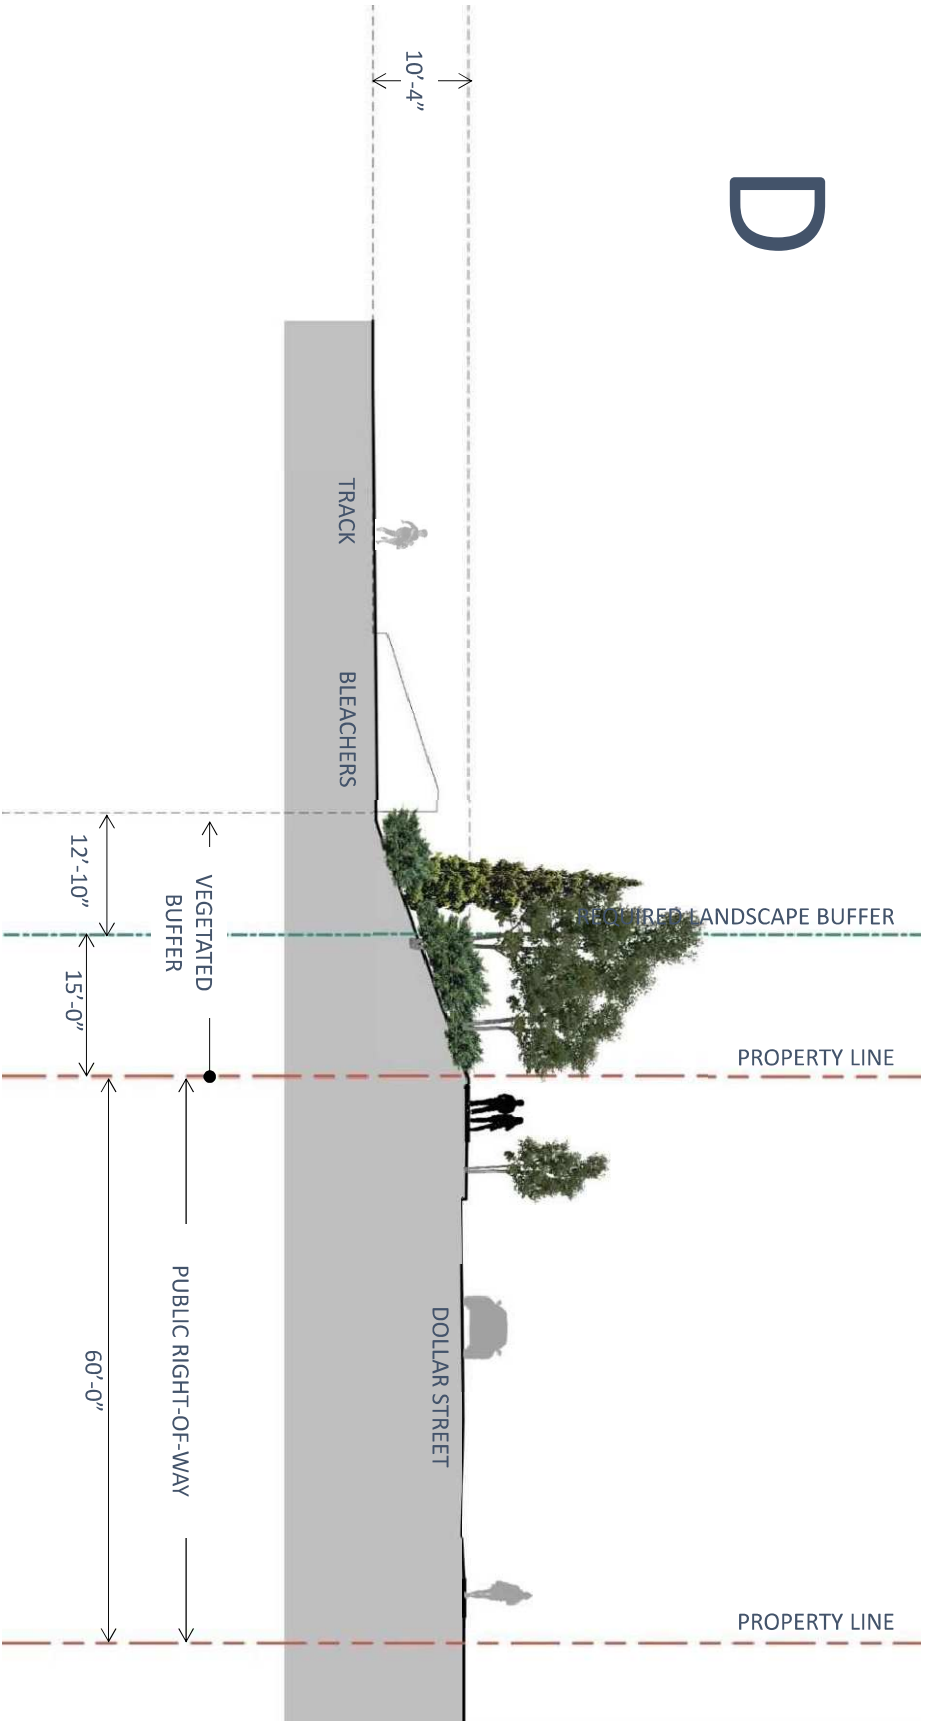 D
10'-4"
TRACK
BLEACHERS
REQUIRED LANDSCAPE BUFFER
PROPERTY LINE
12'-10"
15'-0"
VEGETATED
BUFFER
DOLLAR STREET
PUBLIC RIGHT-OF-WAY
60'-0"
PROPERTY LINE